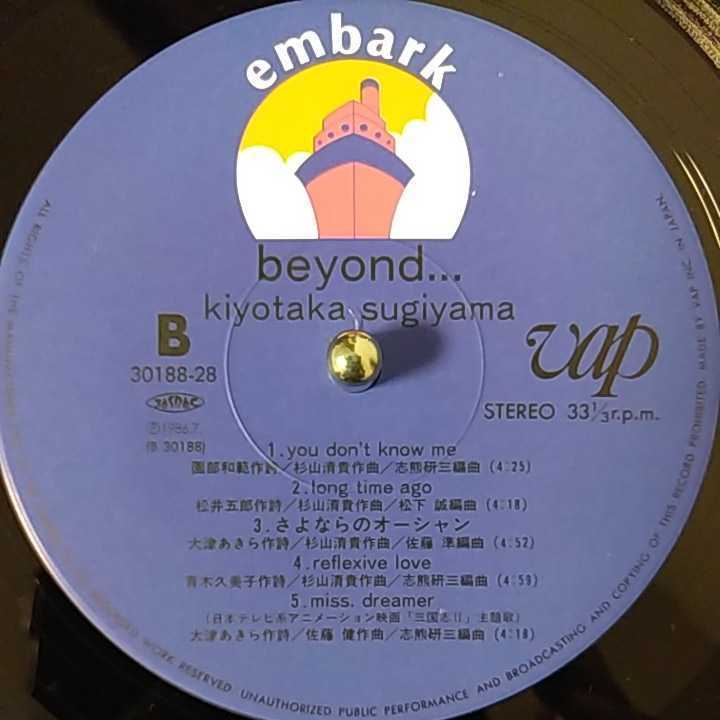 embark
beyond...
kiyotaka sugiyama
B
30188-28
JASRAC
Ⓟ1986.7.
(B 30188)
vap
STEREO 33⅓r.p.m.
1.you don't know me
園部和範作詩／杉山清貴作曲／志熊研三編曲 (4:25)
2.long time ago
松井五郎作詩／杉山清貴作曲／松下 誠編曲 (4:18)
3.さよならのオーシャン
大津あきら作詩／杉山清貴作曲／佐藤 準編曲 (4:52)
4.reflexive love
青木久美子作詩／杉山清貴作曲／志熊研三編曲 (4:59)
5.miss. dreamer
(日本テレビ系アニメーション映画「三国志II」主題歌)
大津あきら作詩／佐藤 健作曲／志熊研三編曲 (4:18)
ALL RIGHTS OF THE WORK RESERVED. UNAUTHORIZED PUBLIC PERFORMANCE AND BROADCASTING AND COPYING OF THIS RECORD PROHIBITED. MADE BY VAP INC. IN JAPAN.